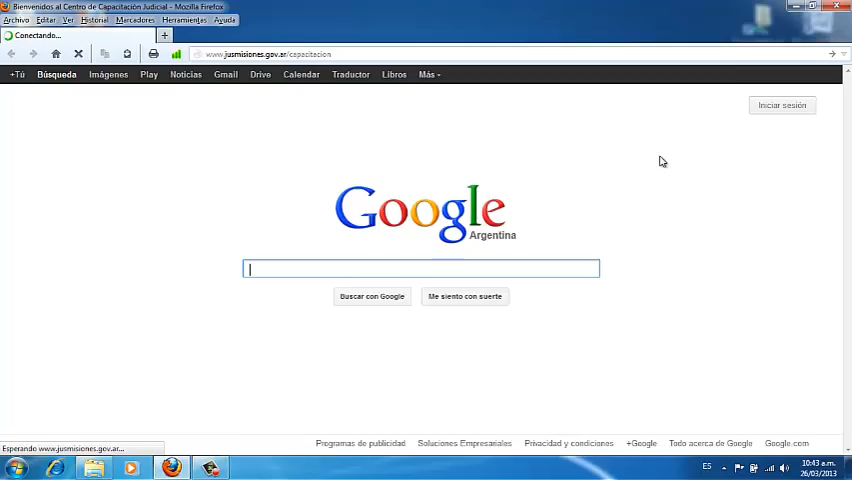 Bienvenidos al Centro de Capacitación Judicial - Mozilla Firefox
Archivo Editar Ver Historial Marcadores Herramientas Ayuda
Conectando...
www.jusmisiones.gov.ar/capacitacion
+Tú Búsqueda Imágenes Play Noticias Gmail Drive Calendar Traductor Libros Más
Iniciar sesión
Google
Argentina
Buscar con Google Me siento con suerte
Programas de publicidad Soluciones Empresariales Privacidad y condiciones +Google Todo acerca de Google Google.com
Esperando www.jusmisiones.gov.ar...
ES 10:43 a.m.
26/03/2013